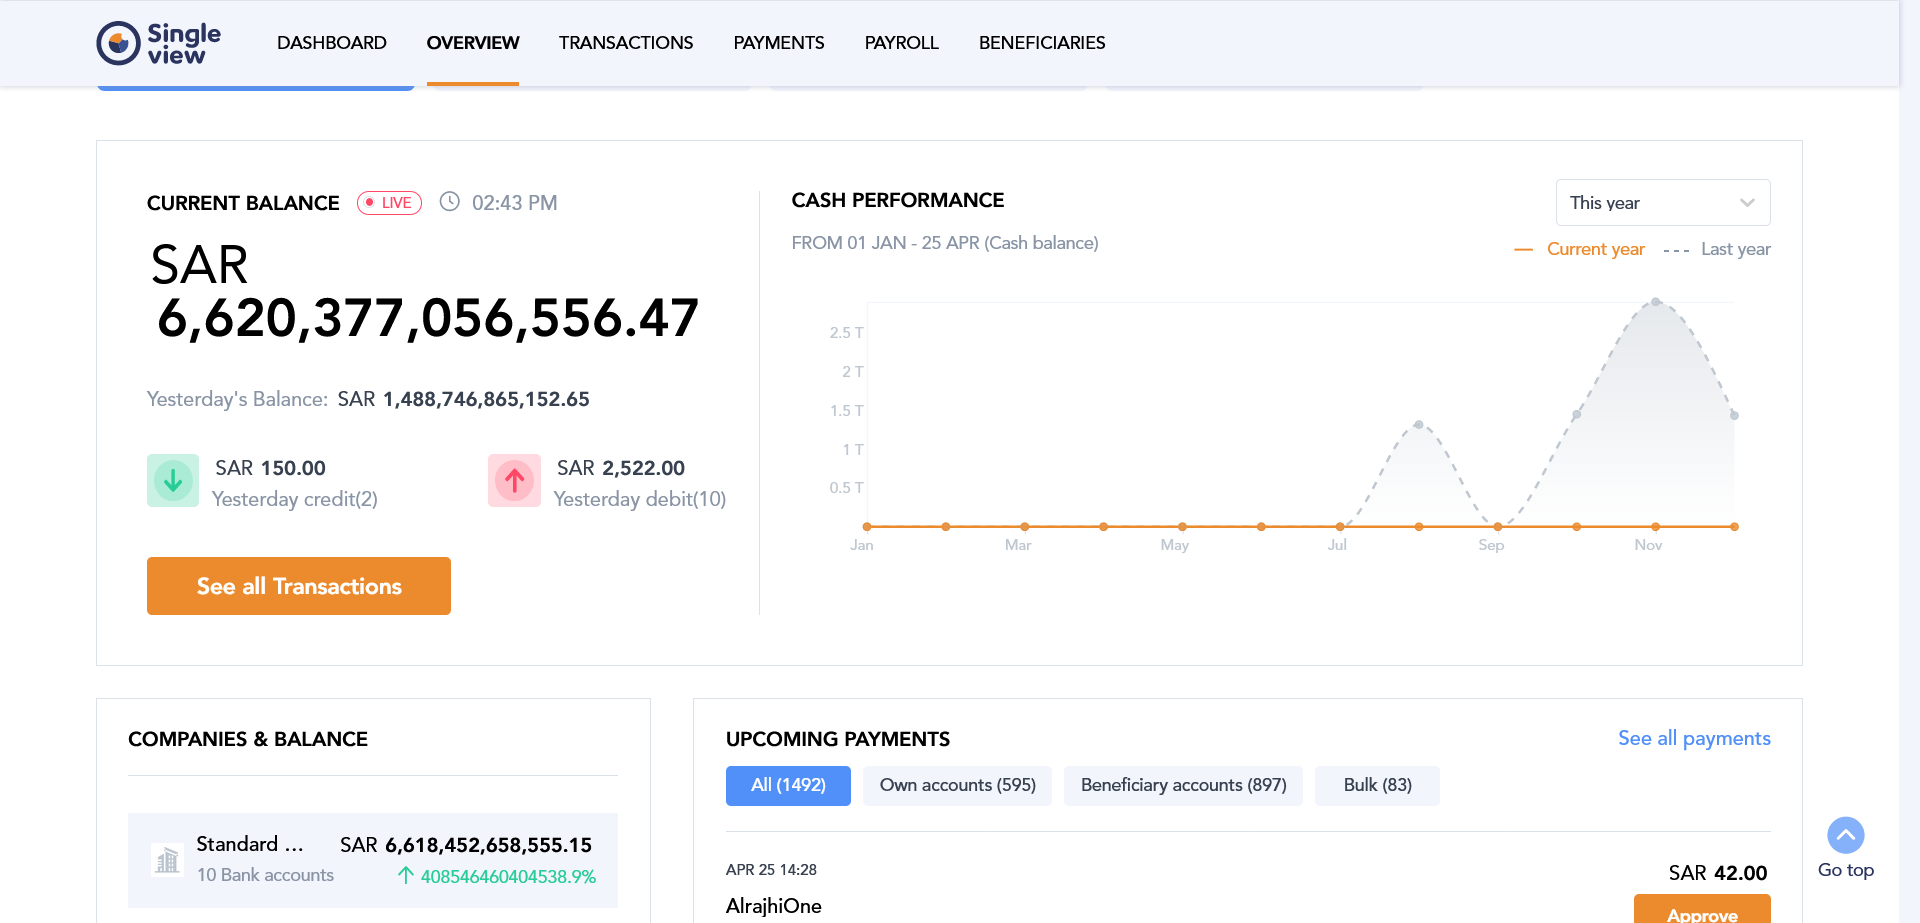 Single
view
DASHBOARD
OVERVIEW
TRANSACTIONS
PAYMENTS
PAYROLL
BENEFICIARIES
CURRENT BALANCE
LIVE
02:43 PM
SAR
6,620,377,056,556.47
Yesterday's Balance: SAR 1,488,746,865,152.65
SAR 150.00
Yesterday credit(2)
SAR 2,522.00
Yesterday debit(10)
See all Transactions
CASH PERFORMANCE
This year
FROM 01 JAN - 25 APR (Cash balance)
Current year
Last year
2.5 T
2 T
1.5 T
1 T
0.5 T
Jan
Mar
May
Jul
Sep
Nov
COMPANIES & BALANCE
Standard ...
SAR 6,618,452,658,555.15
10 Bank accounts
408546460404538.9%
UPCOMING PAYMENTS
See all payments
All (1492)
Own accounts (595)
Beneficiary accounts (897)
Bulk (83)
APR 25 14:28
SAR 42.00
AlrajhiOne
Approve
Go top